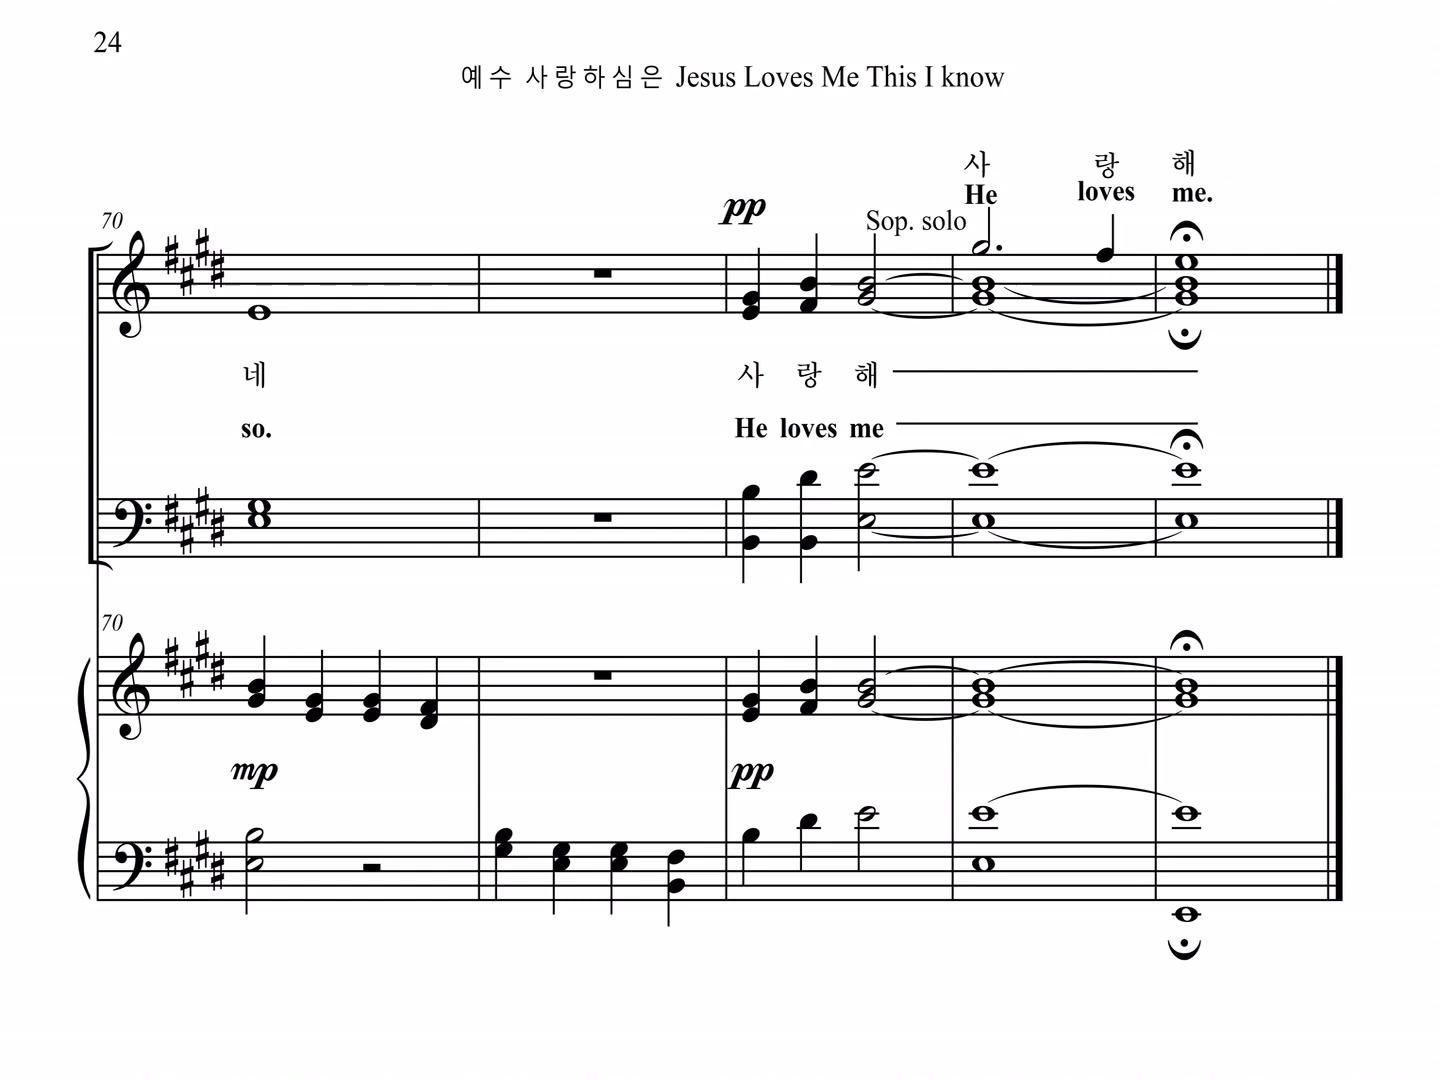 24
예수 사랑하심은 Jesus Loves Me This I know
사 랑 해
He loves me.
pp
Sop. solo
70
네 사 랑 해
so. He loves me
70
mp pp